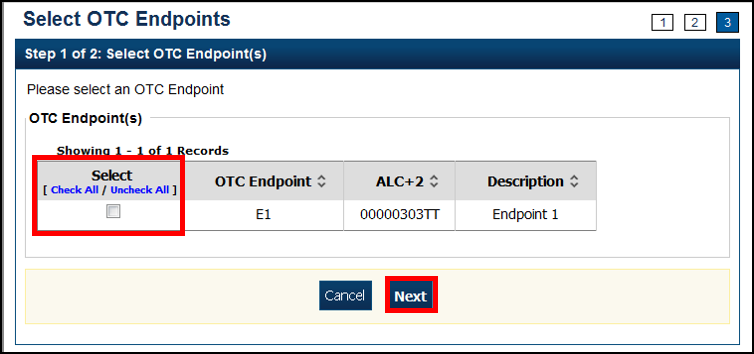 Select OTC Endpoints
1 2 3
Step 1 of 2: Select OTC Endpoint(s)
Please select an OTC Endpoint
OTC Endpoint(s)
Showing 1 - 1 of 1 Records
Select OTC Endpoint ALC+2 Description
[ Check All / Uncheck All ]
E1 00000303TT Endpoint 1
Cancel Next